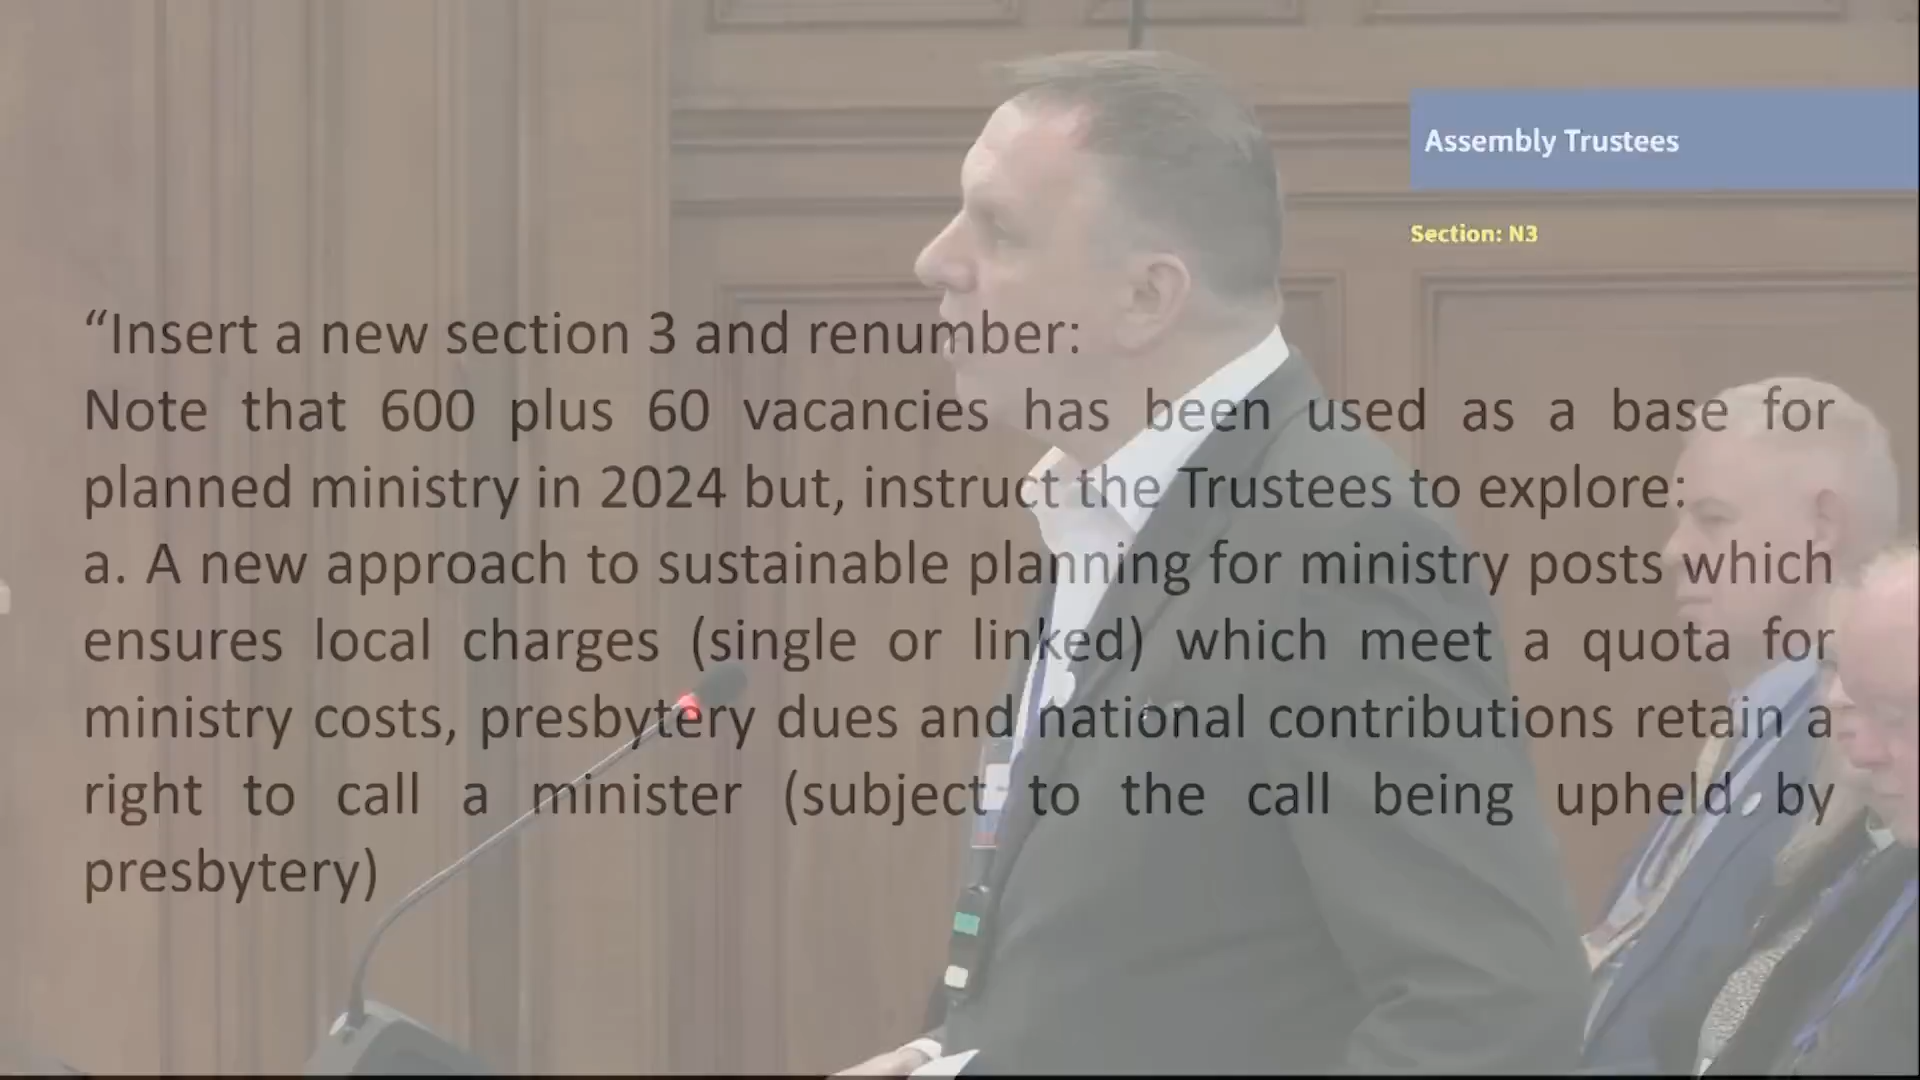 Assembly Trustees
Section: N3
“Insert a new section 3 and renumber:
Note that 600 plus 60 vacancies has been used as a base for
planned ministry in 2024 but, instruct the Trustees to explore:
a. A new approach to sustainable planning for ministry posts which
ensures local charges (single or linked) which meet a quota for
ministry costs, presbytery dues and national contributions retain a
right to call a minister (subject to the call being upheld by
presbytery)